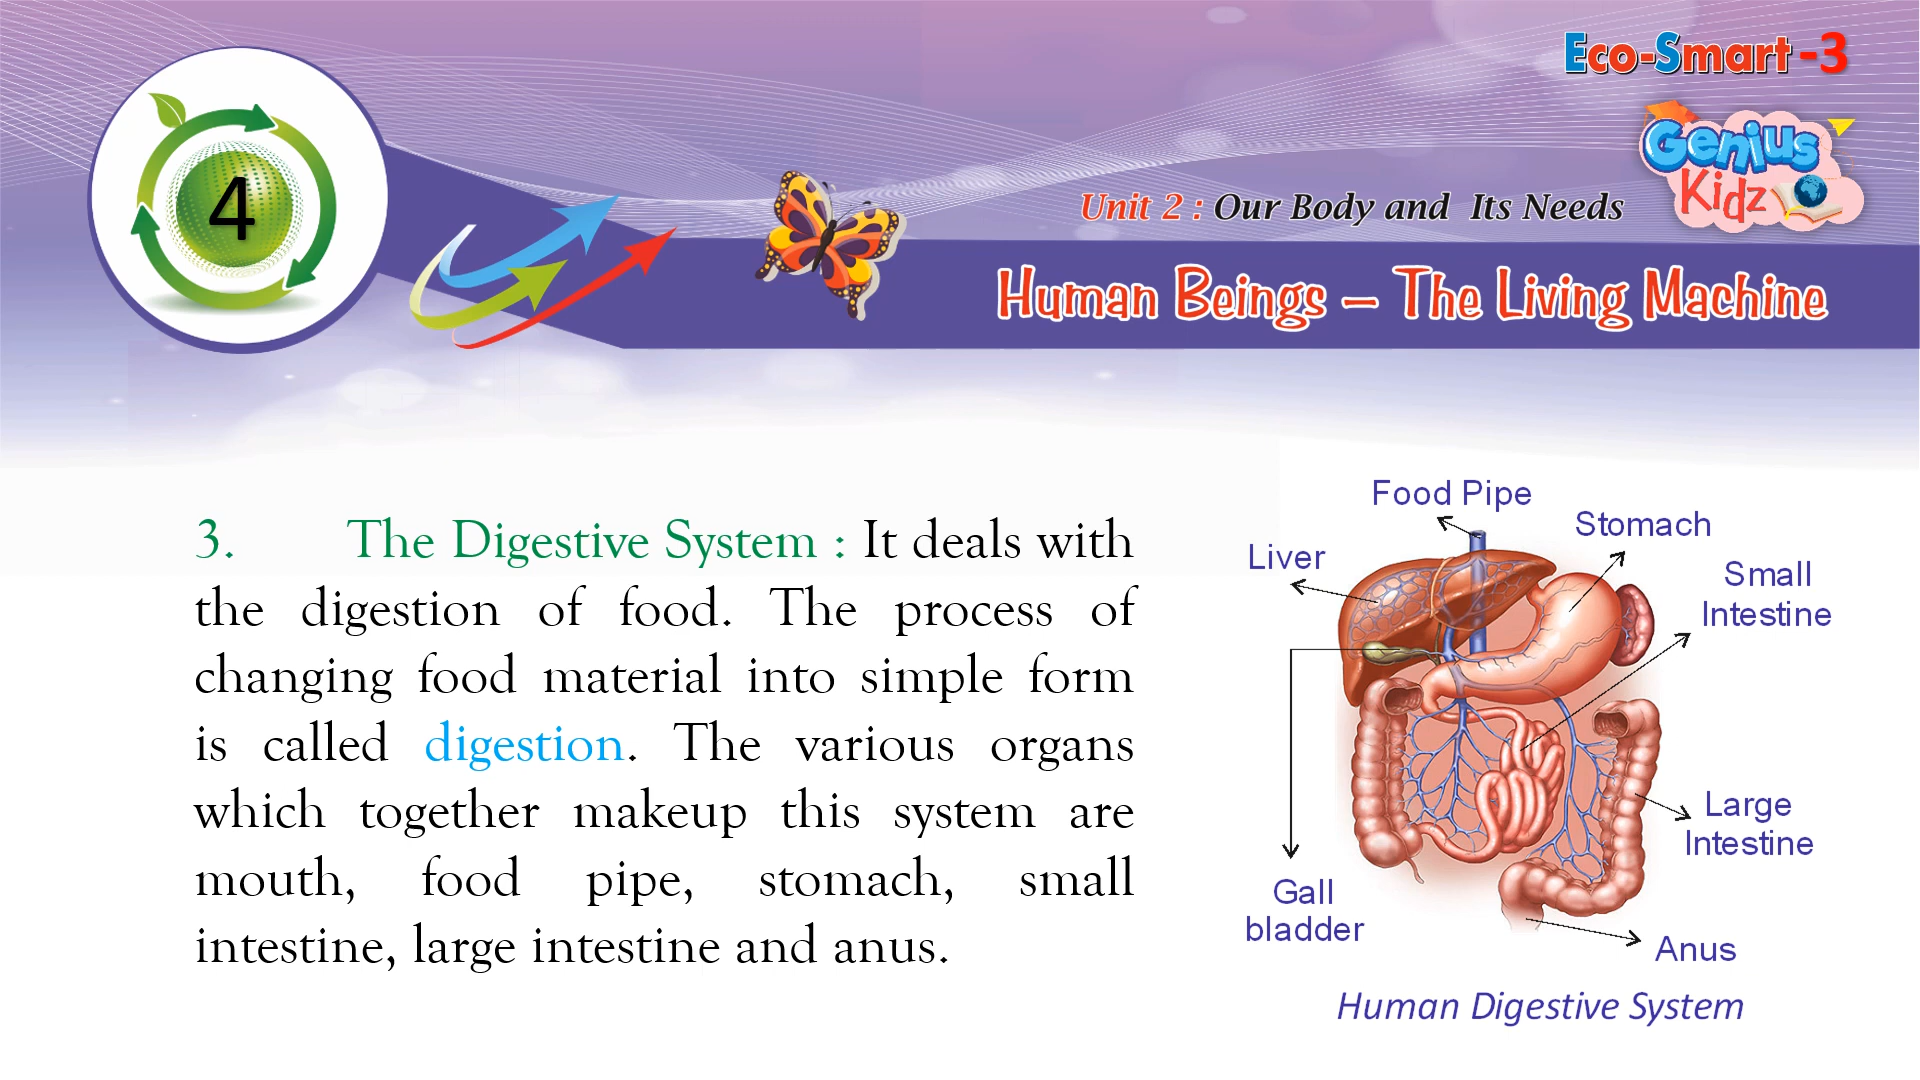 Eco-Smart-3
Genius
Kidz
4
Unit 2 : Our Body and Its Needs
Human Beings – The Living Machine
3. The Digestive System : It deals with
the digestion of food. The process of
changing food material into simple form
is called digestion. The various organs
which together makeup this system are
mouth, food pipe, stomach, small
intestine, large intestine and anus.
Food Pipe
Stomach
Liver
Small
Intestine
Large
Intestine
Gall
bladder
Anus
Human Digestive System